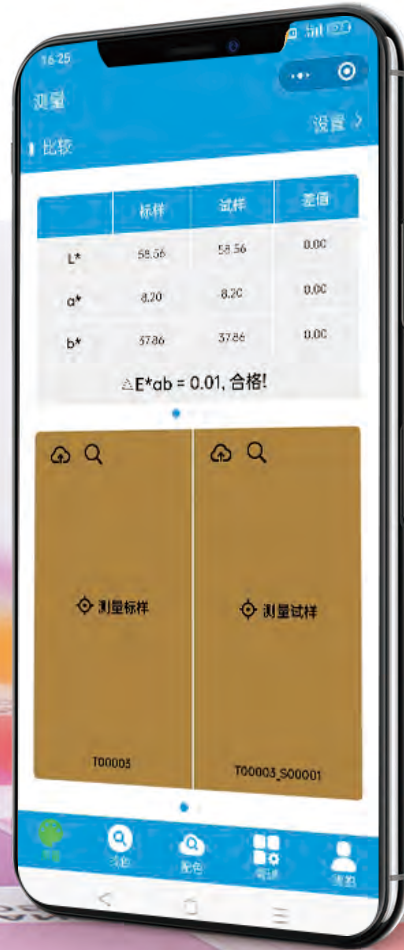 16:25
测量
设置 >
比较
标样 试样 差值
L* 58.56 58.56 0.00
a* 8.20 8.20 0.00
b* 37.86 37.86 0.00
△E*ab = 0.01, 合格!
测量标样 测量试样
T00003 T00003_S00001
配色